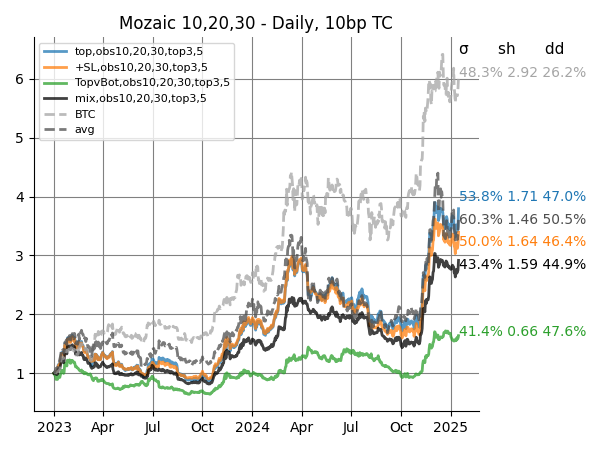 Mozaic 10,20,30 - Daily, 10bp TC
σ sh dd
top,obs10,20,30,top3,5
+SL,obs10,20,30,top3,5
TopvBot,obs10,20,30,top3,5
mix,obs10,20,30,top3,5
BTC
avg
48.3% 2.92 26.2%
53.8% 1.71 47.0%
60.3% 1.46 50.5%
50.0% 1.64 46.4%
43.4% 1.59 44.9%
41.4% 0.66 47.6%
6
5
4
3
2
1
2023 Apr Jul Oct 2024 Apr Jul Oct 2025